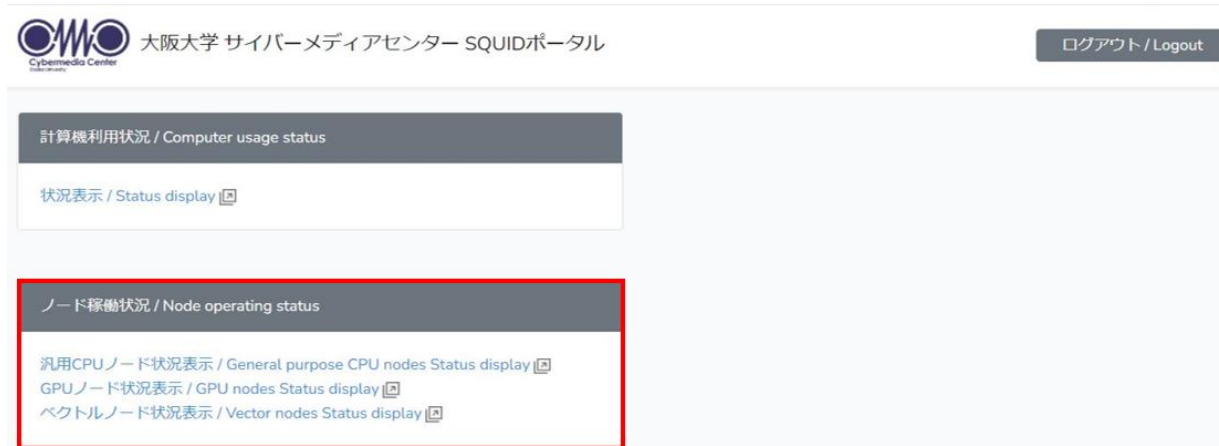 Cybermedia Center
大阪大学 サイバーメディアセンター SQUIDポータル
ログアウト / Logout
計算機利用状況 / Computer usage status
状況表示 / Status display
ノード稼働状況 / Node operating status
汎用CPUノード状況表示 / General purpose CPU nodes Status display
GPUノード状況表示 / GPU nodes Status display
ベクトルノード状況表示 / Vector nodes Status display